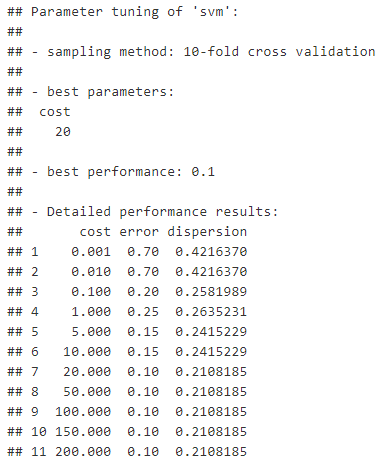 ## Parameter tuning of 'svm':
##
## - sampling method: 10-fold cross validation
##
## - best parameters:
##  cost
##    20
##
## - best performance: 0.1
##
## - Detailed performance results:
##       cost error dispersion
## 1    0.001  0.70  0.4216370
## 2    0.010  0.70  0.4216370
## 3    0.100  0.20  0.2581989
## 4    1.000  0.25  0.2635231
## 5    5.000  0.15  0.2415229
## 6   10.000  0.15  0.2415229
## 7   20.000  0.10  0.2108185
## 8   50.000  0.10  0.2108185
## 9  100.000  0.10  0.2108185
## 10 150.000  0.10  0.2108185
## 11 200.000  0.10  0.2108185